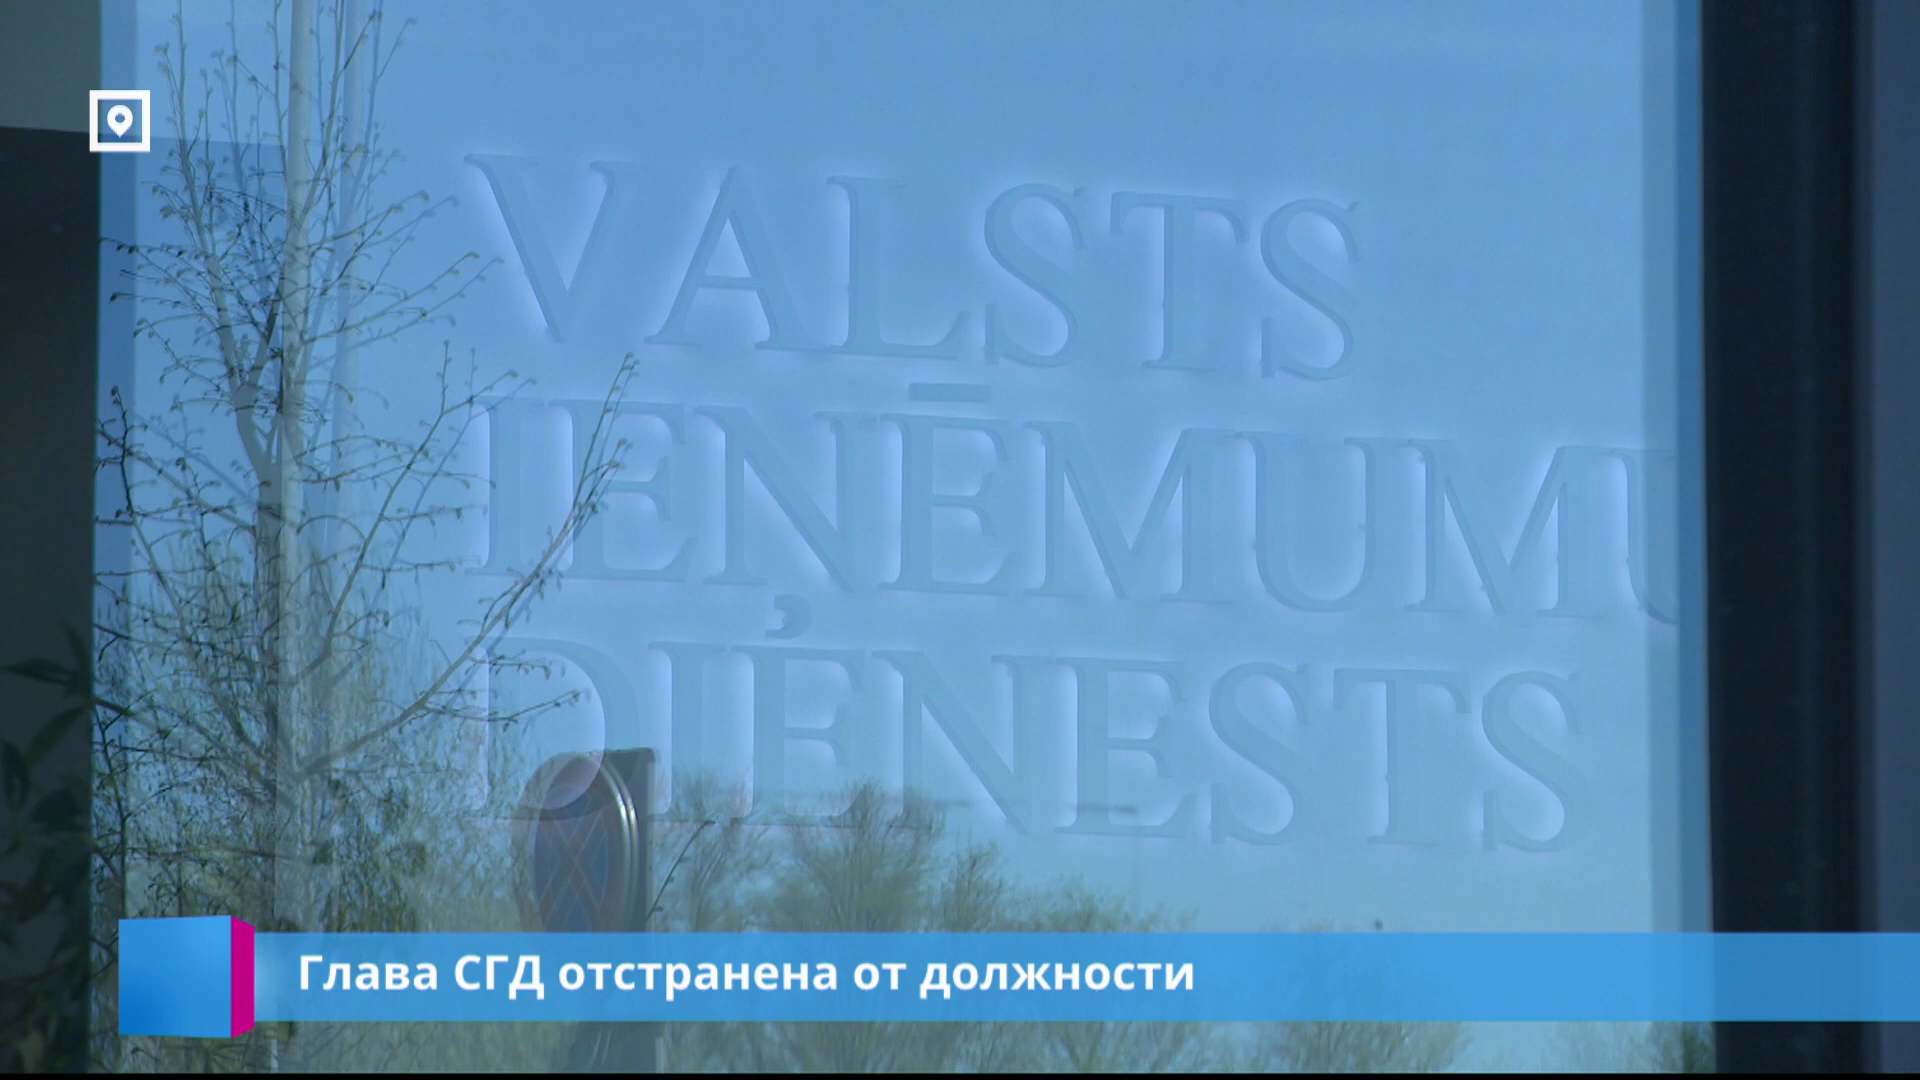 VALSTS
IEŅĒMUMU
DIENESTS
Глава СГД отстранена от должности